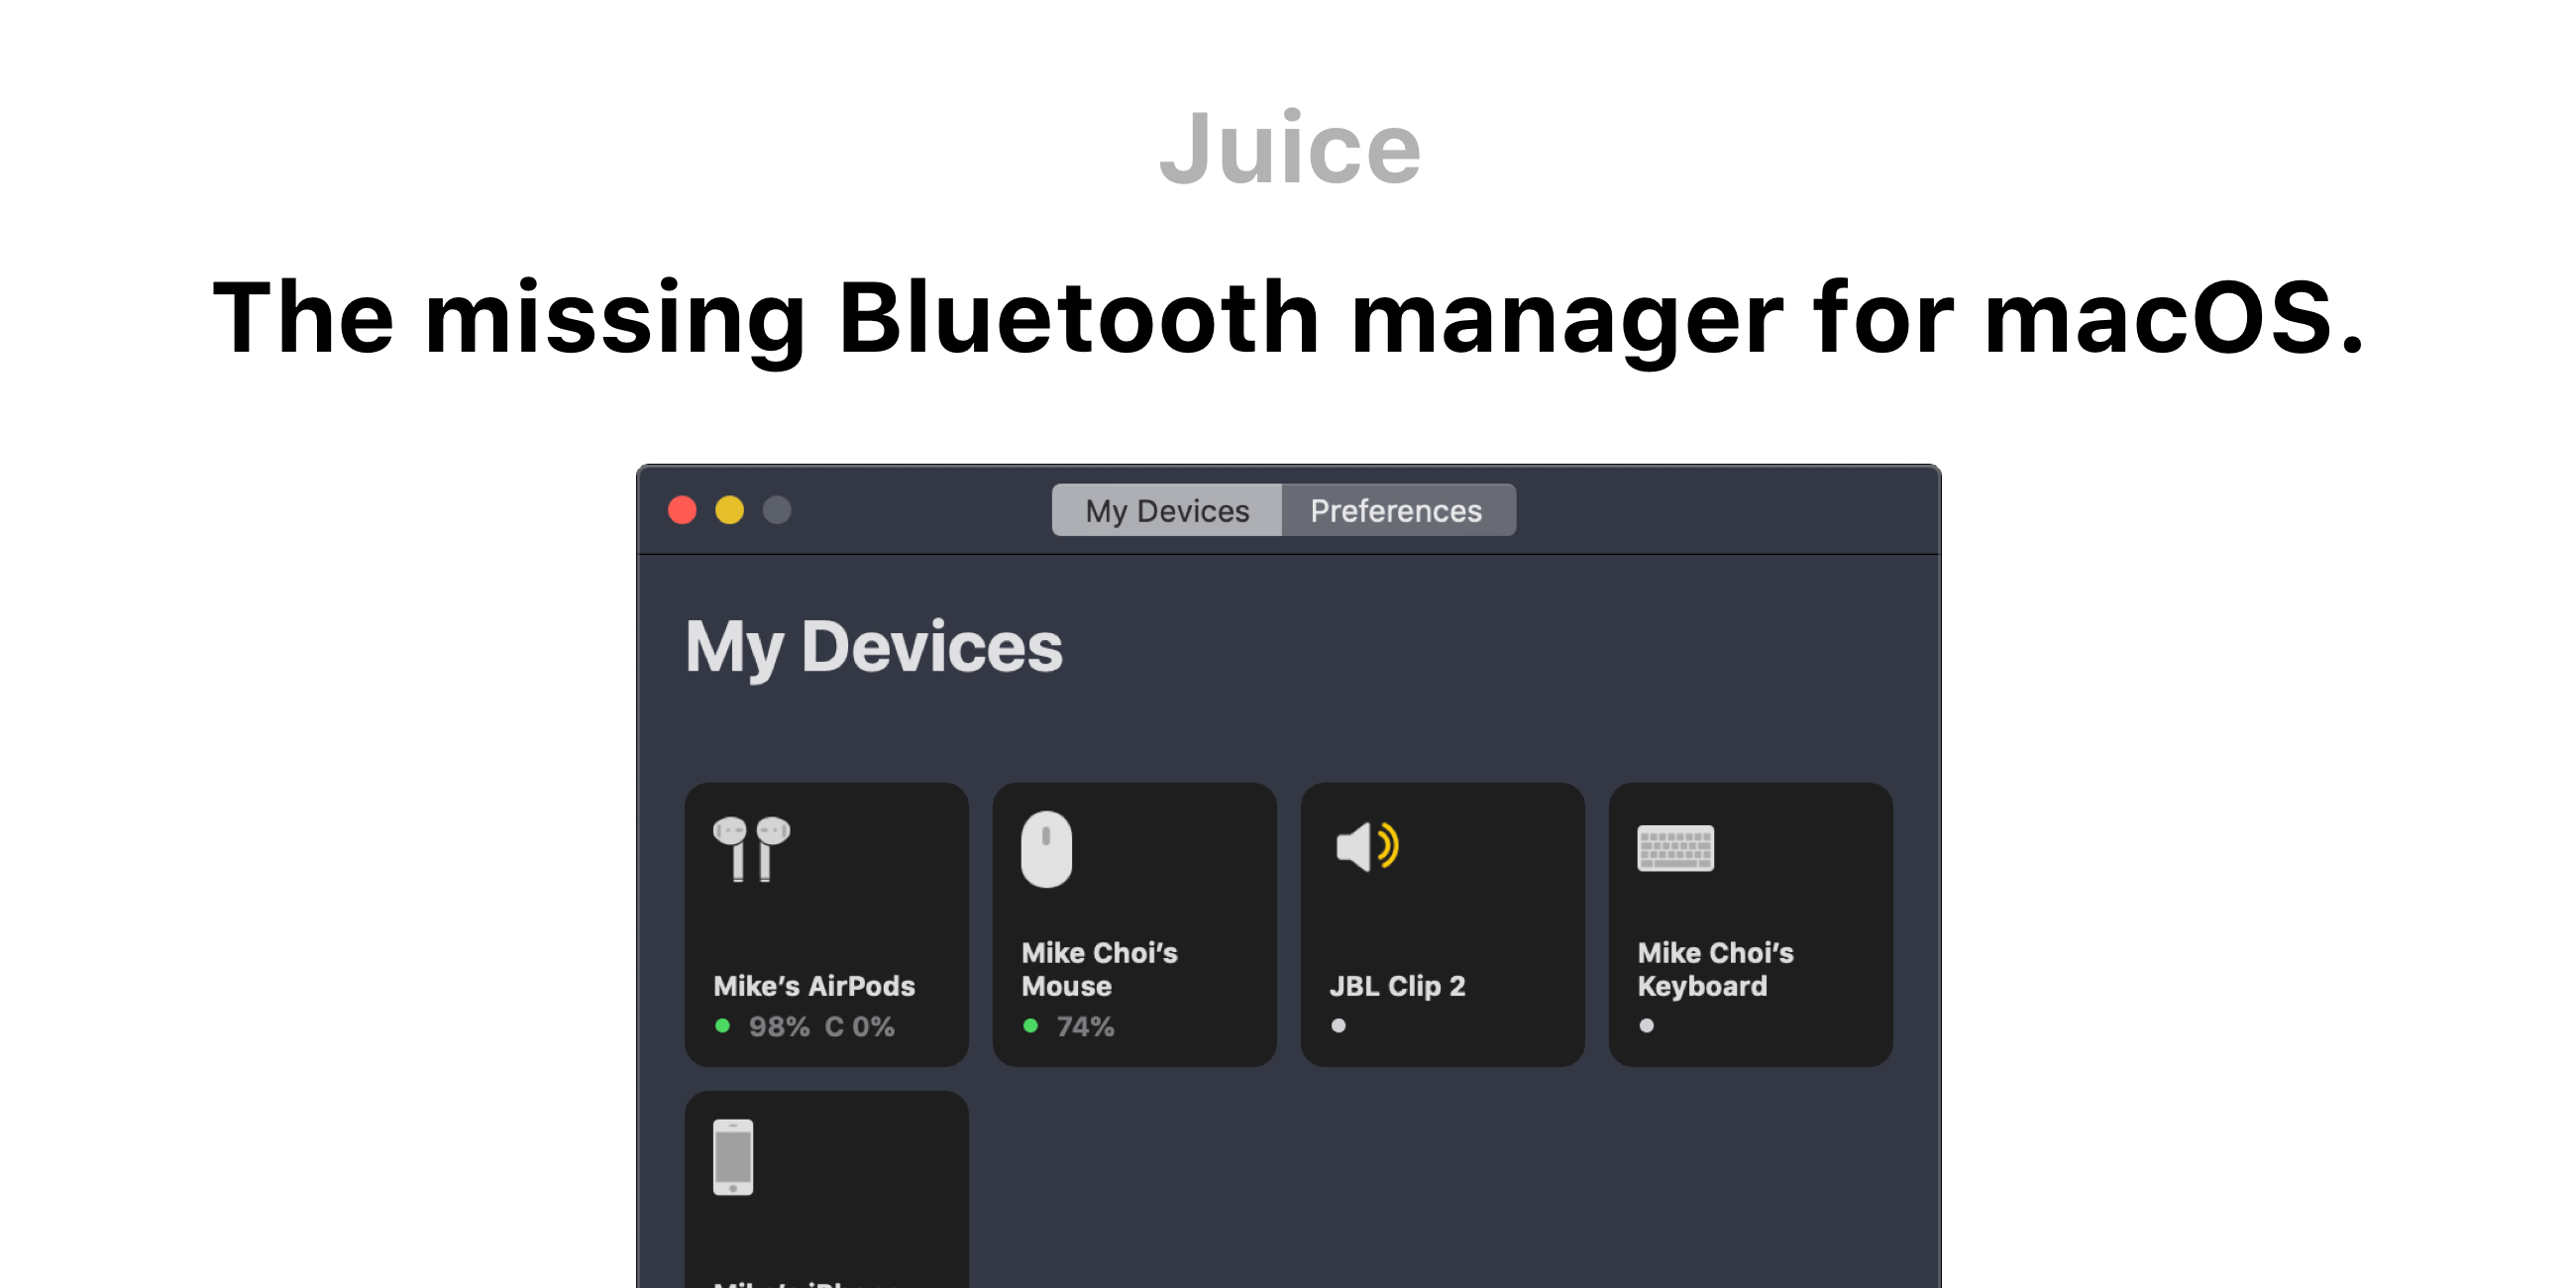 Juice
The missing Bluetooth manager for macOS.
My Devices
Preferences
My Devices
Mike’s AirPods
98% C 0%
Mike Choi’s
Mouse
74%
JBL Clip 2
Mike Choi’s
Keyboard